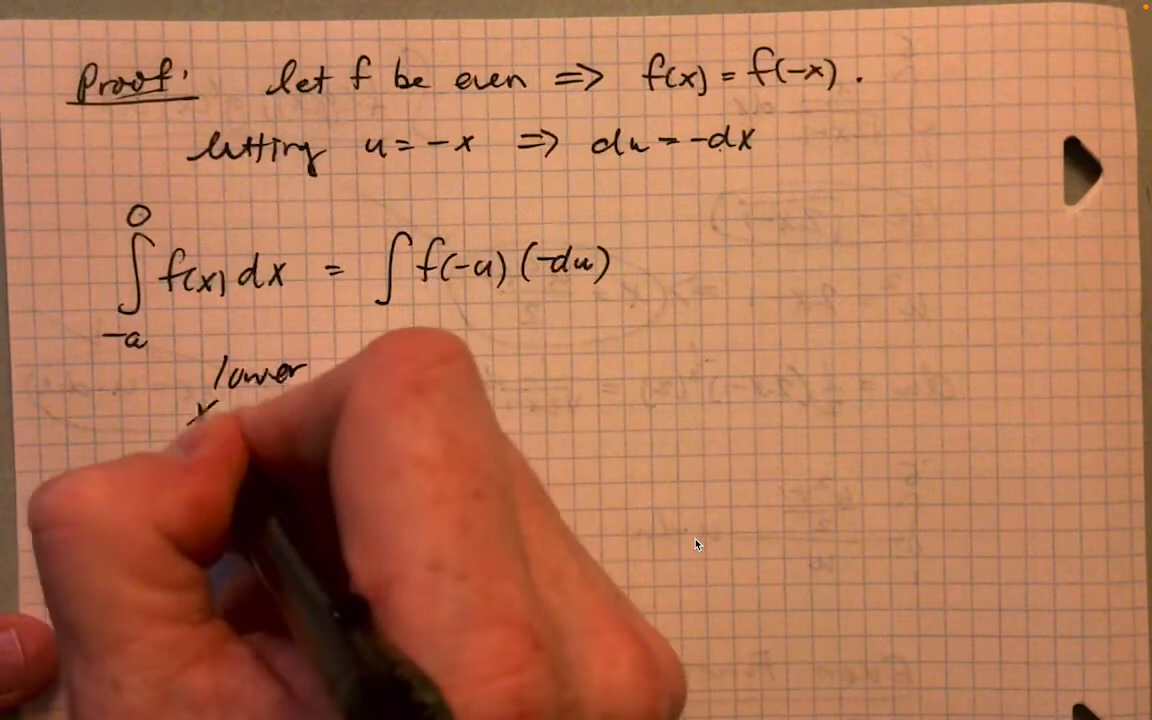 Proof: let f be even => f(x) = f(-x).
letting u = -x => du = -dx
∫_{-a}^{0} f(x) dx = ∫ f(-u) (-du)
lower
x